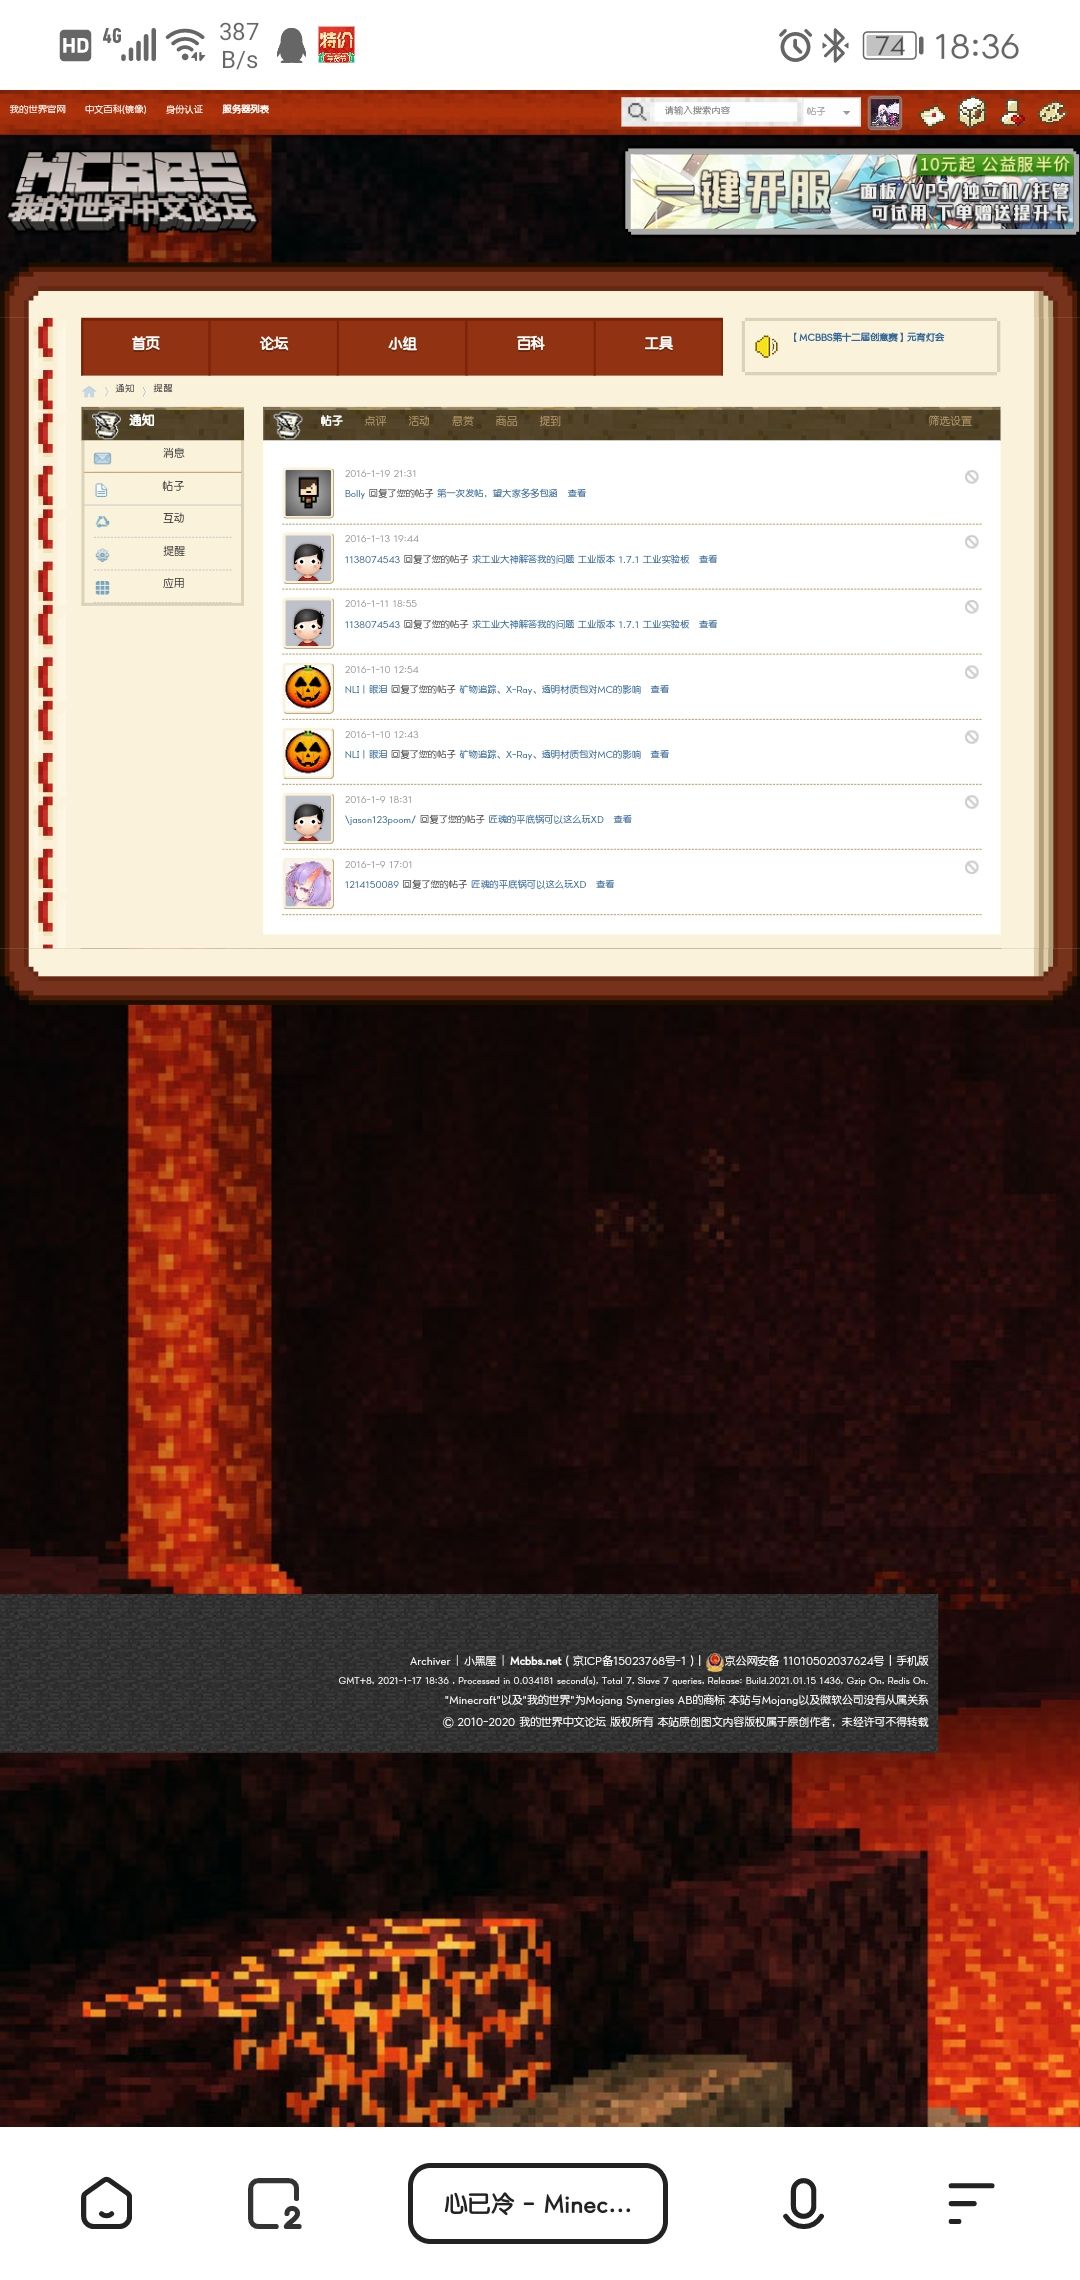 HD 4G 387 B/s 特价 74 18:36
我的世界官网 中文百科(镜像) 身份认证 服务器列表 请输入搜索内容 帖子
MCBBS
我的世界中文论坛
10元起 公益服半价
一键开服
面板/VPS/独立机/托管
可试用 下单赠送提升卡
首页 论坛 小组 百科 工具
【MCBBS第十二届创意赛】元宵灯会
通知 提醒
通知
消息
帖子
互动
提醒
应用
帖子 点评 活动 悬赏 商品 提到 筛选设置
2016-1-19 21:31
Bolly 回复了您的帖子 第一次发帖，望大家多多包涵 查看
2016-1-13 19:44
1138074543 回复了您的帖子 求工业大神解答我的问题 工业版本 1.7.1 工业实验板 查看
2016-1-11 18:55
1138074543 回复了您的帖子 求工业大神解答我的问题 工业版本 1.7.1 工业实验板 查看
2016-1-10 12:54
NLI丨眼泪 回复了您的帖子 矿物追踪、X-Ray、透明材质包对MC的影响 查看
2016-1-10 12:43
NLI丨眼泪 回复了您的帖子 矿物追踪、X-Ray、透明材质包对MC的影响 查看
2016-1-9 18:31
\jason123poom/ 回复了您的帖子 匠魂的平底锅可以这么玩XD 查看
2016-1-9 17:01
1214150089 回复了您的帖子 匠魂的平底锅可以这么玩XD 查看
Archiver | 小黑屋 | Mcbbs.net ( 京ICP备15023768号-1 ) | 京公网安备 11010502037624号 | 手机版
GMT+8, 2021-1-17 18:36 , Processed in 0.034181 second(s), Total 7, Slave 7 queries, Release: Build.2021.01.15 1436, Gzip On, Redis On.
"Minecraft"以及"我的世界"为Mojang Synergies AB的商标 本站与Mojang以及微软公司没有从属关系
© 2010-2020 我的世界中文论坛 版权所有 本站原创图文内容版权属于原创作者，未经许可不得转载
2 心已冷 - Minec...